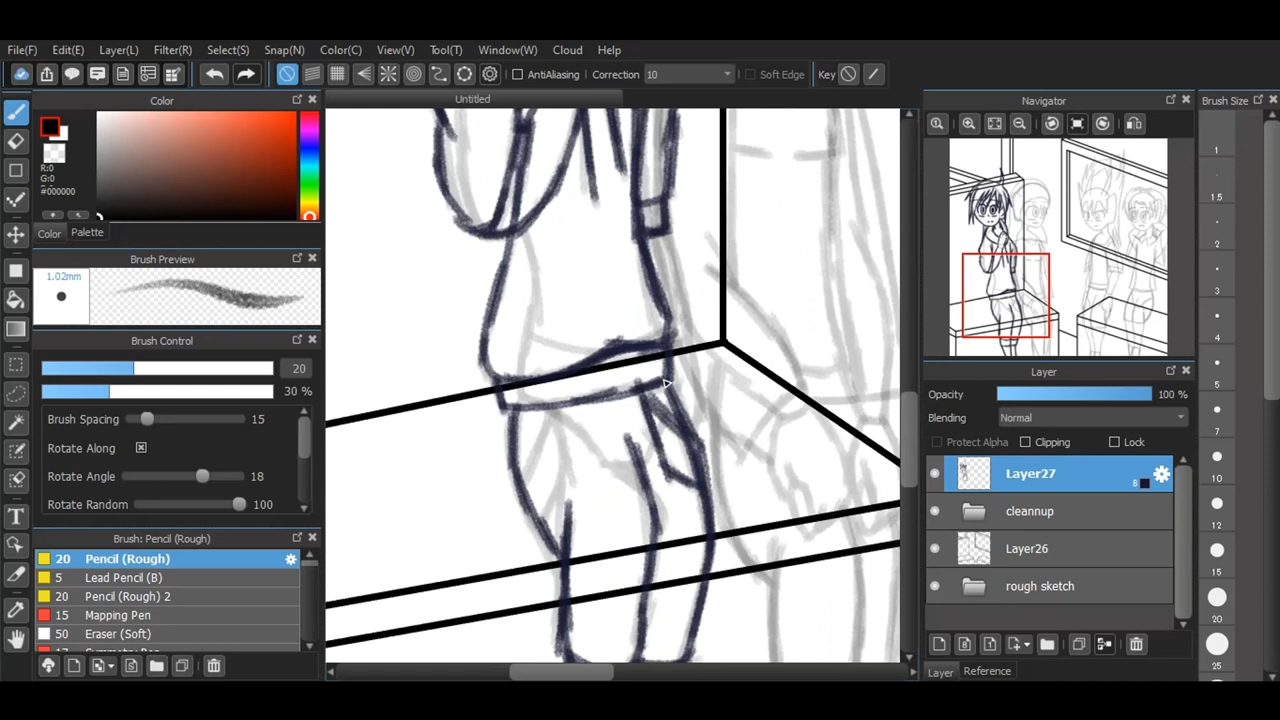 File(F) Edit(E) Layer(L) Filter(R) Select(S) Snap(N) Color(C) View(V) Tool(T) Window(W) Cloud Help
AntiAliasing Correction 10 Soft Edge Key
Color
R:0
G:0
#000000
Color Palette
Brush Preview
1.02mm
Brush Control
20
30 %
Brush Spacing 15
Rotate Along
Rotate Angle 18
Rotate Random 100
Brush: Pencil (Rough)
20 Pencil (Rough)
5 Lead Pencil (B)
20 Pencil (Rough) 2
15 Mapping Pen
50 Eraser (Soft)
Untitled
Navigator
Layer
Opacity 100 %
Blending Normal
Protect Alpha Clipping Lock
Layer27
8
cleannup
Layer26
rough sketch
Layer Reference
Brush Size
1
1.5
2
3
4
5
7
10
12
15
20
25